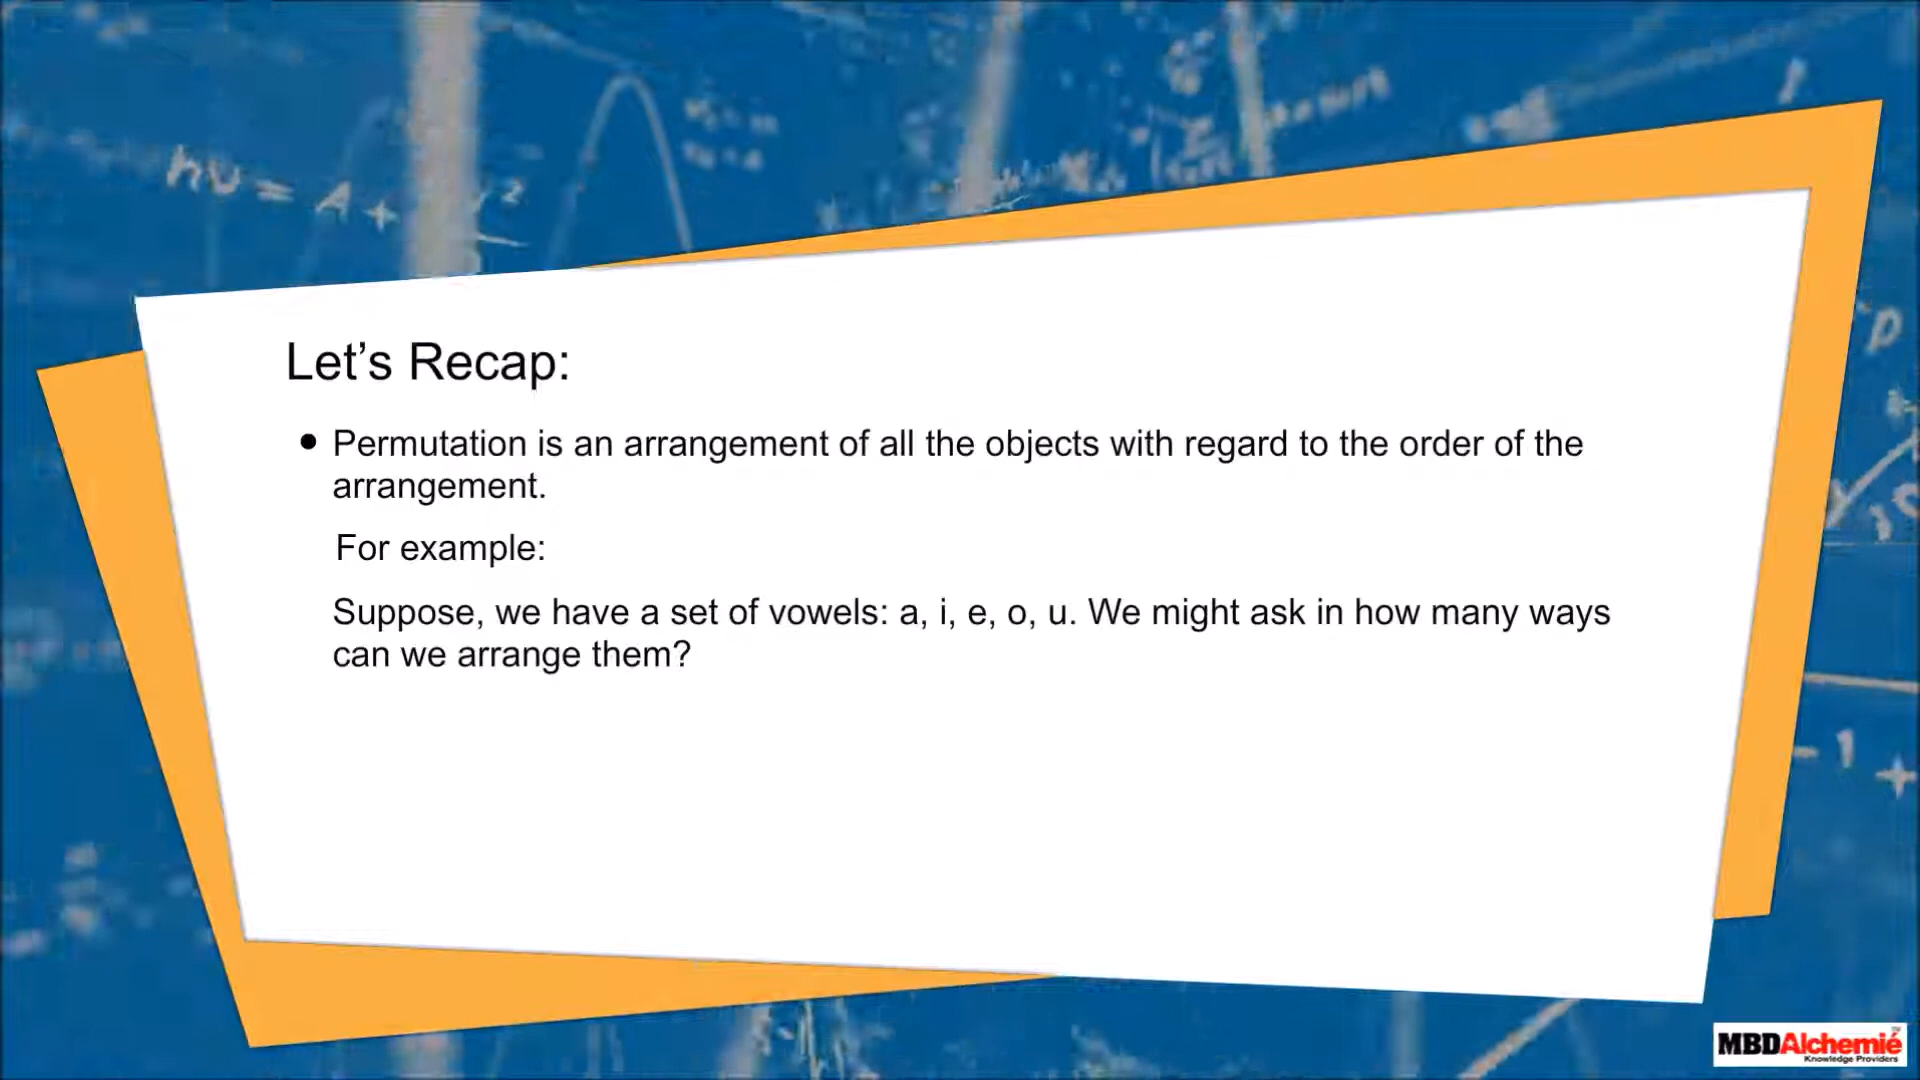 hν = A +
Let’s Recap:
● Permutation is an arrangement of all the objects with regard to the order of the
arrangement.
For example:
Suppose, we have a set of vowels: a, i, e, o, u. We might ask in how many ways
can we arrange them?
MBDAlchemié
Knowledge Providers